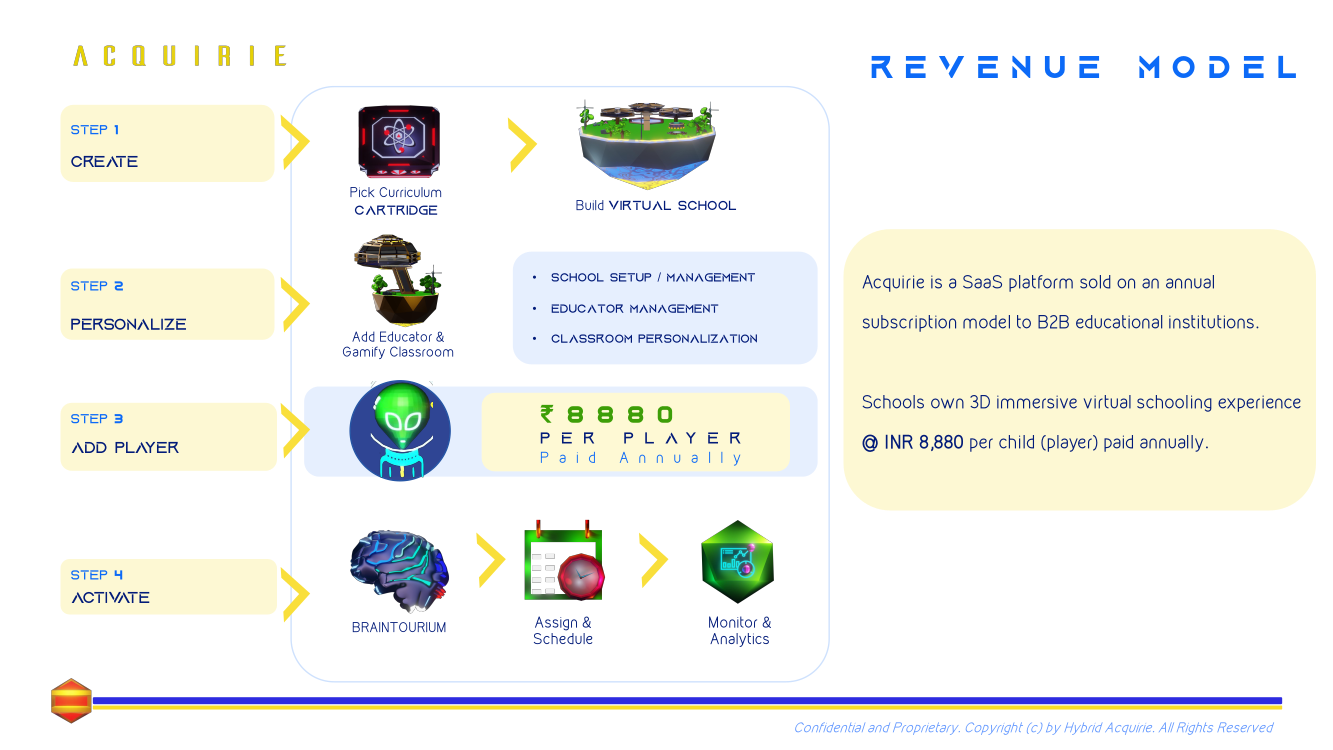 ACQUIRIE
REVENUE MODEL
STEP 1
CREATE
Pick Curriculum
CARTRIDGE
Build VIRTUAL SCHOOL
STEP 2
PERSONALIZE
Add Educator &
Gamify Classroom
• SCHOOL SETUP / MANAGEMENT
• EDUCATOR MANAGEMENT
• CLASSROOM PERSONALIZATION
STEP 3
ADD PLAYER
₹8880
PER PLAYER
Paid Annually
STEP 4
ACTIVATE
BRAINTOURIUM
Assign &
Schedule
Monitor &
Analytics
Acquirie is a SaaS platform sold on an annual
subscription model to B2B educational institutions.
Schools own 3D immersive virtual schooling experience
@ INR 8,880 per child (player) paid annually.
Confidential and Proprietary. Copyright (c) by Hybrid Acquirie. All Rights Reserved